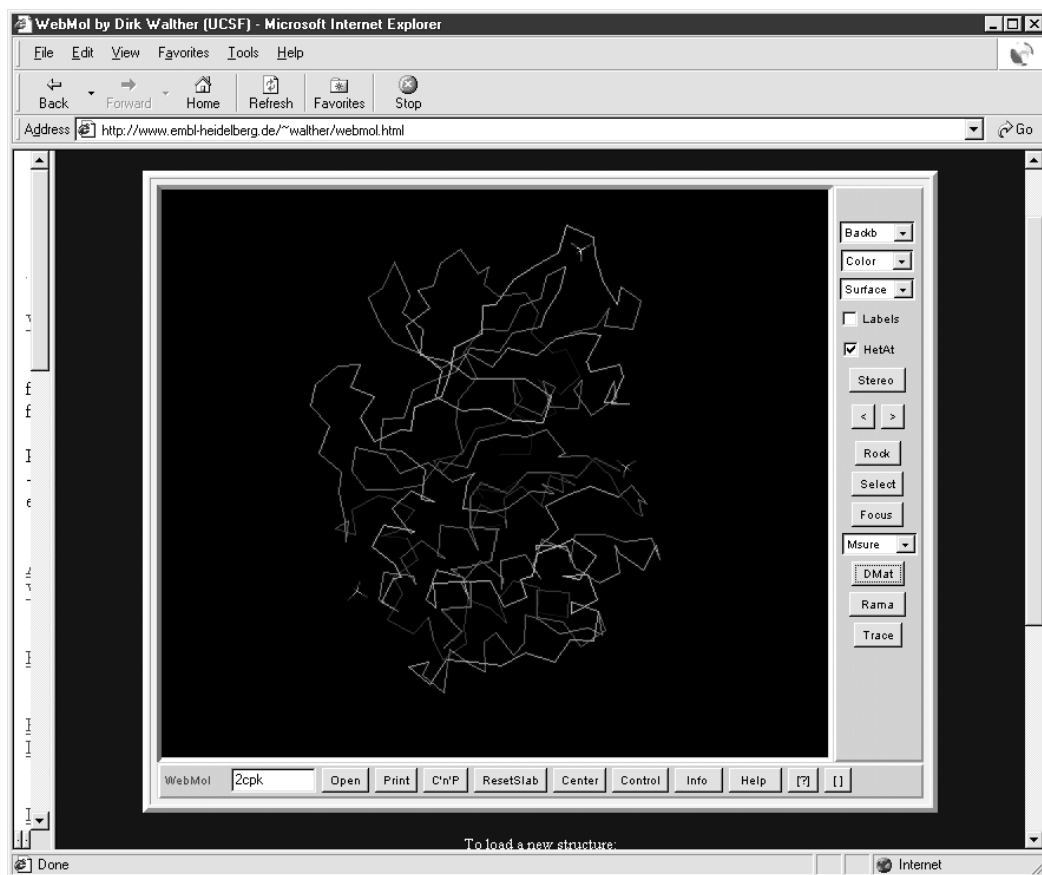 WebMol by Dirk Walther (UCSF) - Microsoft Internet Explorer
File Edit View Favorites Tools Help
Back Forward Home Refresh Favorites Stop
Address http://www.embl-heidelberg.de/~walther/webmol.html Go
Backb
Color
Surface
Labels
HetAt
Stereo
< >
Rock
Select
Focus
Msure
DMat
Rama
Trace
WebMol 2cpk Open Print C'n'P ResetSlab Center Control Info Help [?] [ ]
To load a new structure:
Done Internet